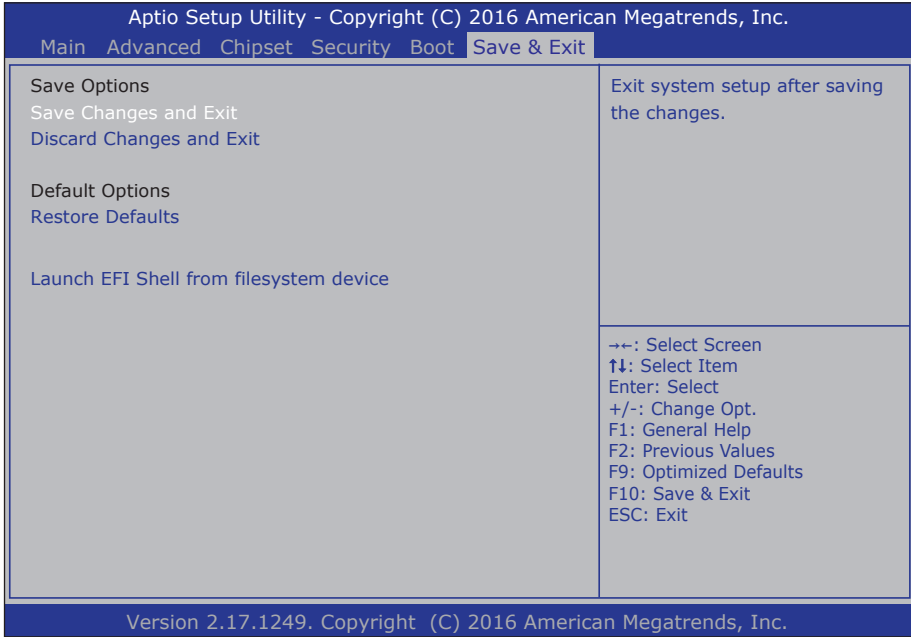 Aptio Setup Utility - Copyright (C) 2016 American Megatrends, Inc.
Main Advanced Chipset Security Boot Save & Exit
Save Options
Save Changes and Exit
Discard Changes and Exit
Default Options
Restore Defaults
Launch EFI Shell from filesystem device
Exit system setup after saving
the changes.
→←: Select Screen
↑↓: Select Item
Enter: Select
+/-: Change Opt.
F1: General Help
F2: Previous Values
F9: Optimized Defaults
F10: Save & Exit
ESC: Exit
Version 2.17.1249. Copyright (C) 2016 American Megatrends, Inc.